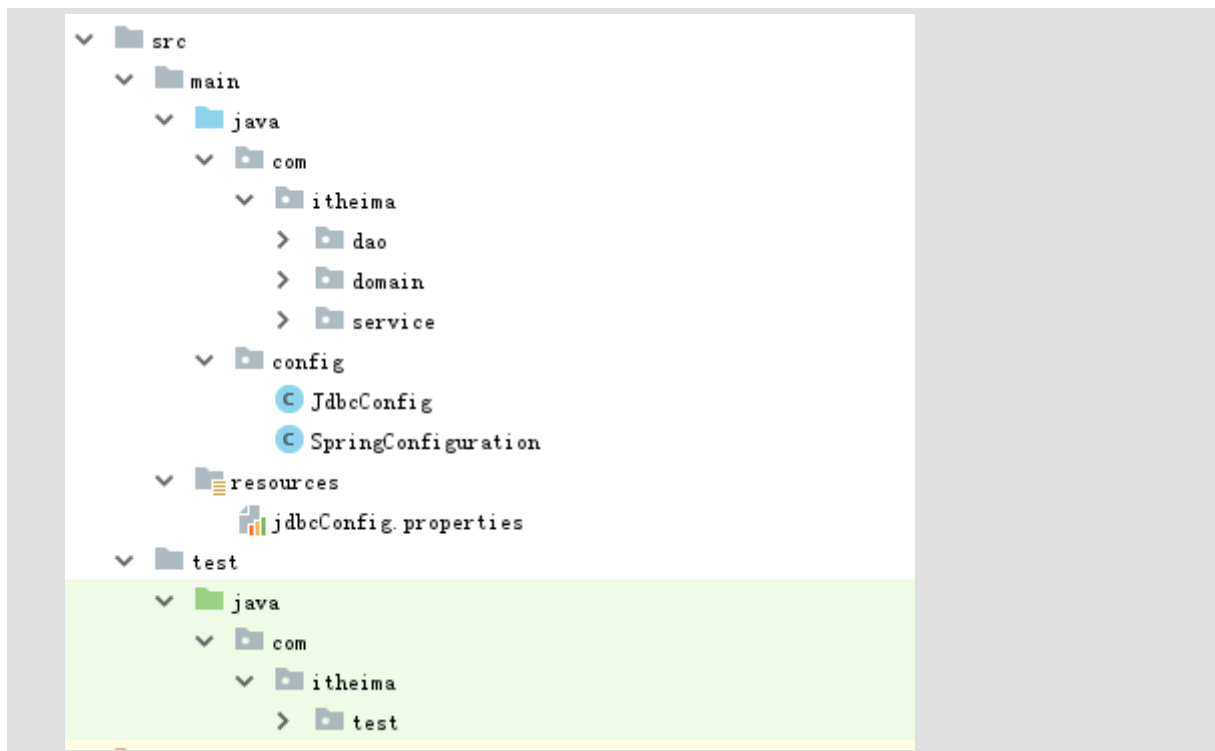 src
main
java
com
itheima
dao
domain
service
config
C JdbcConfig
C SpringConfiguration
resources
jdbcConfig.properties
test
java
com
itheima
test